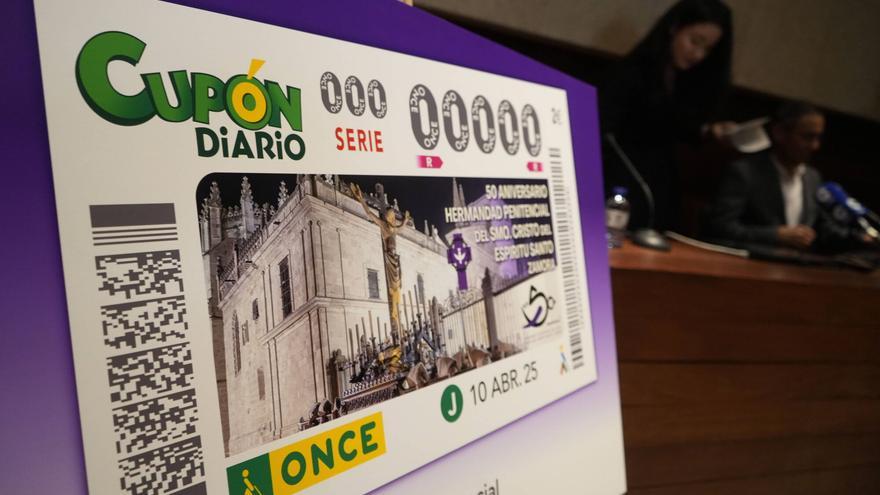 CUPÓN
DIARIO
000
SERIE
00000
R
R
50 ANIVERSARIO
HERMANDAD PENITENCIAL
DEL SMO. CRISTO DEL
ESPIRITU SANTO
ZAMORA
J 10 ABR. 25
ONCE